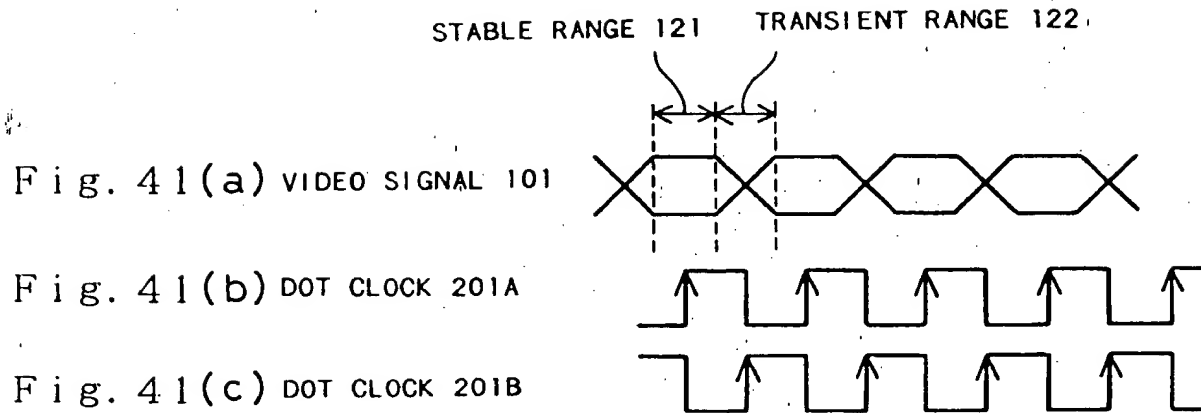 STABLE RANGE 121 TRANSIENT RANGE 122
Fig. 41(a) VIDEO SIGNAL 101
Fig. 41(b) DOT CLOCK 201A
Fig. 41(c) DOT CLOCK 201B